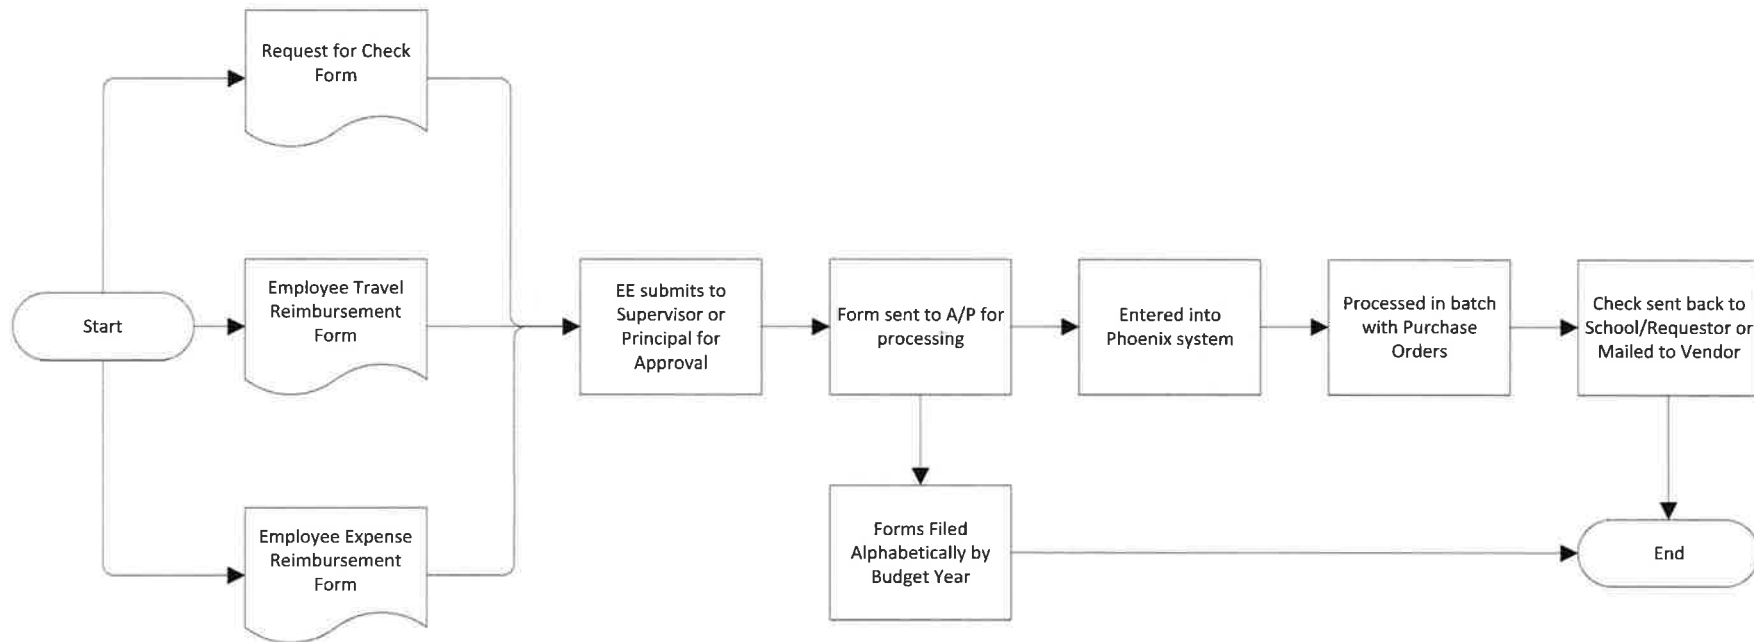 Request for Check
Form
Start
Employee Travel
Reimbursement
Form
Employee Expense
Reimbursement
Form
EE submits to
Supervisor or
Principal for
Approval
Form sent to A/P for
processing
Entered into
Phoenix system
Processed in batch
with Purchase
Orders
Check sent back to
School/Requestor or
Mailed to Vendor
Forms Filed
Alphabetically by
Budget Year
End